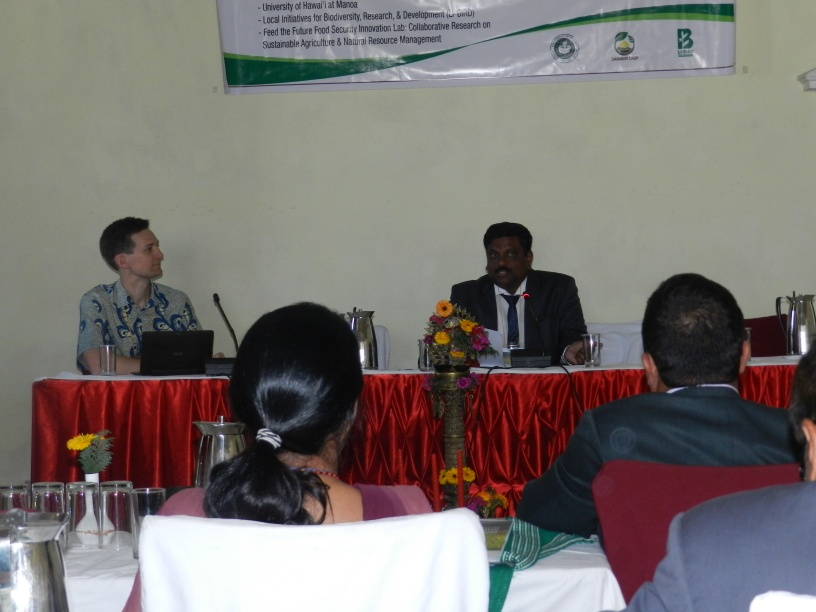 - University of Hawai'i at Manoa
- Local Initiatives for Biodiversity, Research, & Development (LI-BIRD)
- Feed the Future Food Security Innovation Lab: Collaborative Research on
Sustainable Agriculture & Natural Resource Management